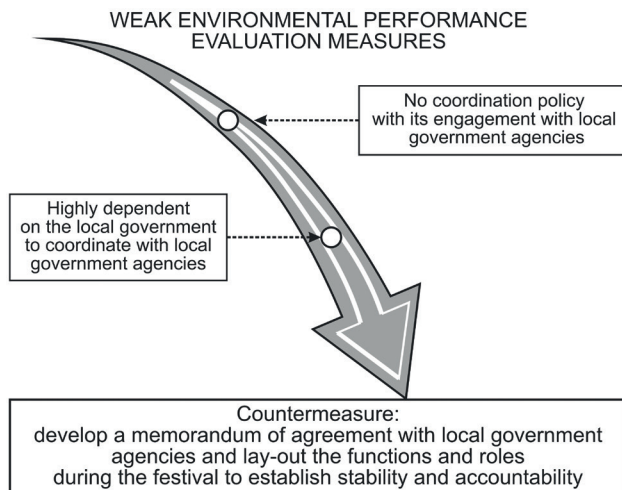 WEAK ENVIRONMENTAL PERFORMANCE
EVALUATION MEASURES
No coordination policy
with its engagement with local
government agencies
Highly dependent
on the local government
to coordinate with local
government agencies
Countermeasure:
develop a memorandum of agreement with local government
agencies and lay-out the functions and roles
during the festival to establish stability and accountability